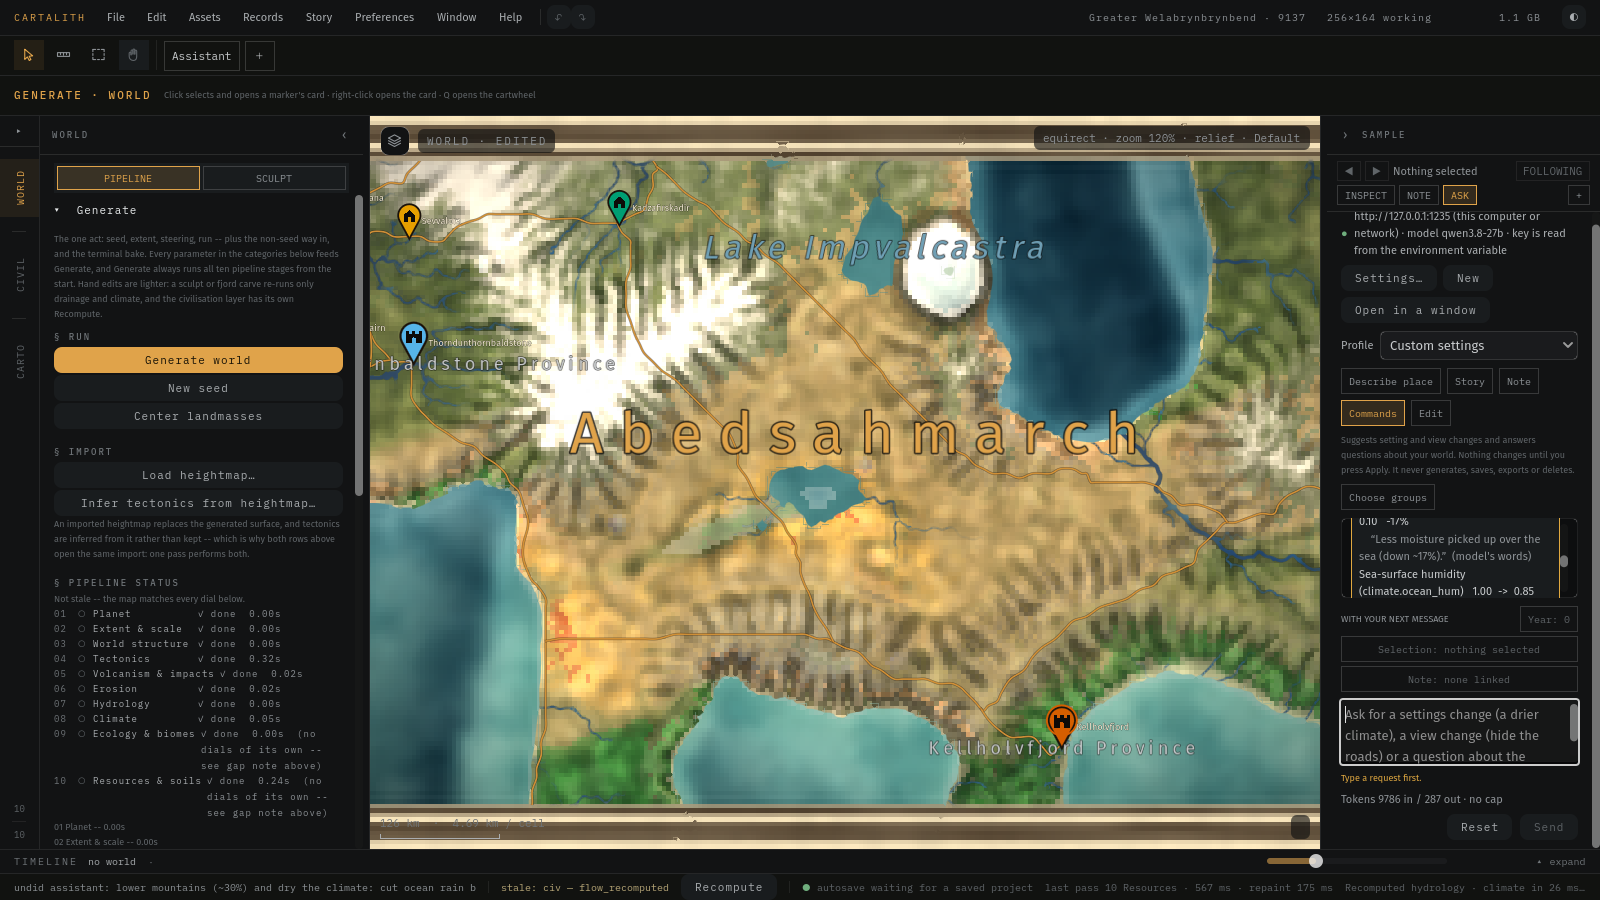 CARTALITH File Edit Assets Records Story Preferences Window Help
Greater Welabrynbrynbend · 9137 256×164 working 1.1 GB
Assistant +
GENERATE · WORLD Click selects and opens a marker's card · right-click opens the card · Q opens the cartwheel
WORLD
CIVIL
CARTO
10
10
WORLD
PIPELINE SCULPT
Generate
The one act: seed, extent, steering, run -- plus the non-seed way in,
and the terminal bake. Every parameter in the categories below feeds
Generate, and Generate always runs all ten pipeline stages from the
start. Hand edits are lighter: a sculpt or fjord carve re-runs only
drainage and climate, and the civilisation layer has its own
Recompute.
§ RUN
Generate world
New seed
Center landmasses
§ IMPORT
Load heightmap…
Infer tectonics from heightmap…
An imported heightmap replaces the generated surface, and tectonics
are inferred from it rather than kept -- which is why both rows above
open the same import: one pass performs both.
§ PIPELINE STATUS
Not stale -- the map matches every dial below.
01 ○ Planet √ done 0.00s
02 ○ Extent & scale √ done 0.00s
03 ○ World structure √ done 0.00s
04 ○ Tectonics √ done 0.32s
05 ○ Volcanism & impacts √ done 0.02s
06 ○ Erosion √ done 0.02s
07 ○ Hydrology √ done 0.00s
08 ○ Climate √ done 0.05s
09 ○ Ecology & biomes √ done 0.00s (no
dials of its own --
see gap note above)
10 ○ Resources & soils √ done 0.24s (no
dials of its own --
see gap note above)
01 Planet -- 0.00s
02 Extent & scale -- 0.00s
WORLD · EDITED
equirect · zoom 120% · relief · Default
ana
Kadzahiskadir
Lake Impvalcastra
airn
Thorndunthornbaldstone
nbaldstone Province
Abedsahmarch
Kellholvfjord
Kellholvfjord Province
126 km · 4.69 km / cell
SAMPLE
Nothing selected FOLLOWING
INSPECT NOTE ASK +
http://127.0.0.1:1235 (this computer or
network) · model qwen3.8-27b · key is read
from the environment variable
Settings… New
Open in a window
Profile Custom settings
Describe place Story Note
Commands Edit
Suggests setting and view changes and answers
questions about your world. Nothing changes until you
press Apply. It never generates, saves, exports or deletes.
Choose groups
0.10 -17%
“Less moisture picked up over the
sea (down ~17%).” (model's words)
Sea-surface humidity
(climate.ocean_hum) 1.00 -> 0.85
WITH YOUR NEXT MESSAGE Year: 0
Selection: nothing selected
Note: none linked
Ask for a settings change (a drier
climate), a view change (hide the
roads) or a question about the
Type a request first.
Tokens 9786 in / 287 out · no cap
Reset Send
TIMELINE no world · expand
undid assistant: lower mountains (~30%) and dry the climate: cut ocean rain b stale: civ — flow_recomputed Recompute autosave waiting for a saved project last pass 10 Resources · 567 ms · repaint 175 ms Recomputed hydrology · climate in 26 ms…